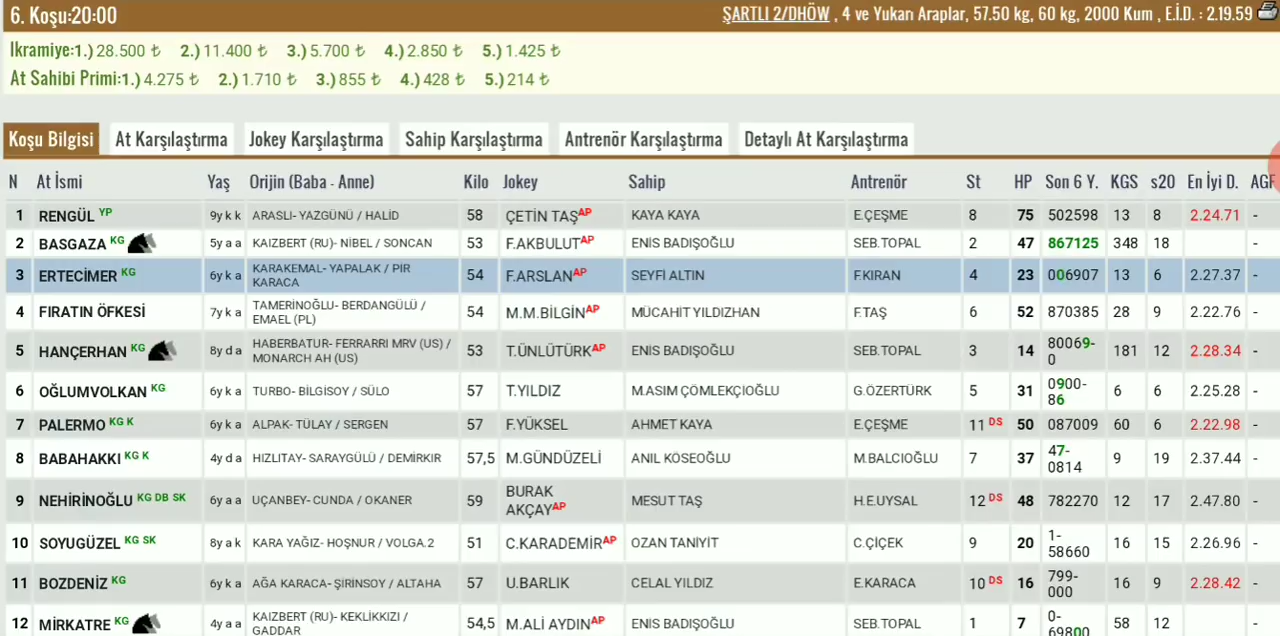 6. Koşu:20:00 ŞARTLI 2/DHÖW , 4 ve Yukarı Araplar, 57.50 kg, 60 kg, 2000 Kum , E.İ.D. : 2.19.59
Ikramiye:1.) 28.500 ₺ 2.) 11.400 ₺ 3.) 5.700 ₺ 4.) 2.850 ₺ 5.) 1.425 ₺
At Sahibi Primi:1.) 4.275 ₺ 2.) 1.710 ₺ 3.) 855 ₺ 4.) 428 ₺ 5.) 214 ₺
Koşu Bilgisi At Karşılaştırma Jokey Karşılaştırma Sahip Karşılaştırma Antrenör Karşılaştırma Detaylı At Karşılaştırma
N At İsmi Yaş Orijin (Baba - Anne) Kilo Jokey Sahip Antrenör St HP Son 6 Y. KGS s20 En İyi D. AGF
1 RENGÜL YP 9y k k ARASLI- YAZGÜNÜ / HALİD 58 ÇETİN TAŞ AP KAYA KAYA E.ÇEŞME 8 75 502598 13 8 2.24.71 -
2 BASGAZA KG 5y a a KAIZBERT (RU)- NİBEL / SONCAN 53 F.AKBULUT AP ENİS BADIŞOĞLU SEB.TOPAL 2 47 867125 348 18 -
3 ERTECİMER KG 6y k a KARAKEMAL- YAPALAK / PIR
KARACA 54 F.ARSLAN AP SEYFİ ALTIN F.KIRAN 4 23 006907 13 6 2.27.37 -
4 FIRATIN ÖFKESİ 7y k a TAMERİNOĞLU- BERDANGÜLÜ /
EMAEL (PL) 54 M.M.BİLGİN AP MÜCAHİT YILDIZHAN F.TAŞ 6 52 870385 28 9 2.22.76 -
5 HANÇERHAN KG 8y d a HABERBATUR- FERRARRI MRV (US) /
MONARCH AH (US) 53 T.ÜNLÜTÜRK AP ENİS BADIŞOĞLU SEB.TOPAL 3 14 80069-
0 181 12 2.28.34 -
6 OĞLUMVOLKAN KG 6y k a TURBO- BİLGİSOY / SÜLO 57 T.YILDIZ M.ASIM ÇÖMLEKÇİOĞLU G.ÖZERTÜRK 5 31 0900-
86 6 6 2.25.28 -
7 PALERMO KG K 6y k a ALPAK- TÜLAY / SERGEN 57 F.YÜKSEL AHMET KAYA E.ÇEŞME 11 DS 50 087009 60 6 2.22.98 -
8 BABAHAKKI KG K 4y d a HIZLITAY- SARAYGÜLÜ / DEMİRKIR 57,5 M.GÜNDÜZELİ ANIL KÖSEOĞLU M.BALCIOĞLU 7 37 47-
0814 9 19 2.37.44 -
9 NEHİRİNOĞLU KG DB SK 6y a a UÇANBEY- CUNDA / OKANER 59 BURAK
AKÇAY AP MESUT TAŞ H.E.UYSAL 12 DS 48 782270 12 17 2.47.80 -
10 SOYUGÜZEL KG SK 8y a k KARA YAĞIZ- HOŞNUR / VOLGA.2 51 C.KARADEMİR AP OZAN TANIYIT C.ÇİÇEK 9 20 1-
58660 16 15 2.26.96 -
11 BOZDENİZ KG 6y k a AĞA KARACA- ŞIRINSOY / ALTAHA 57 U.BARLIK CELAL YILDIZ E.KARACA 10 DS 16 799-
000 16 9 2.28.42 -
12 MİRKATRE KG 4y a a KAIZBERT (RU)- KEKLİKKIZI /
GADDAR 54,5 M.ALİ AYDIN AP ENİS BADIŞOĞLU SEB.TOPAL 1 7 0-
69800 58 12 -